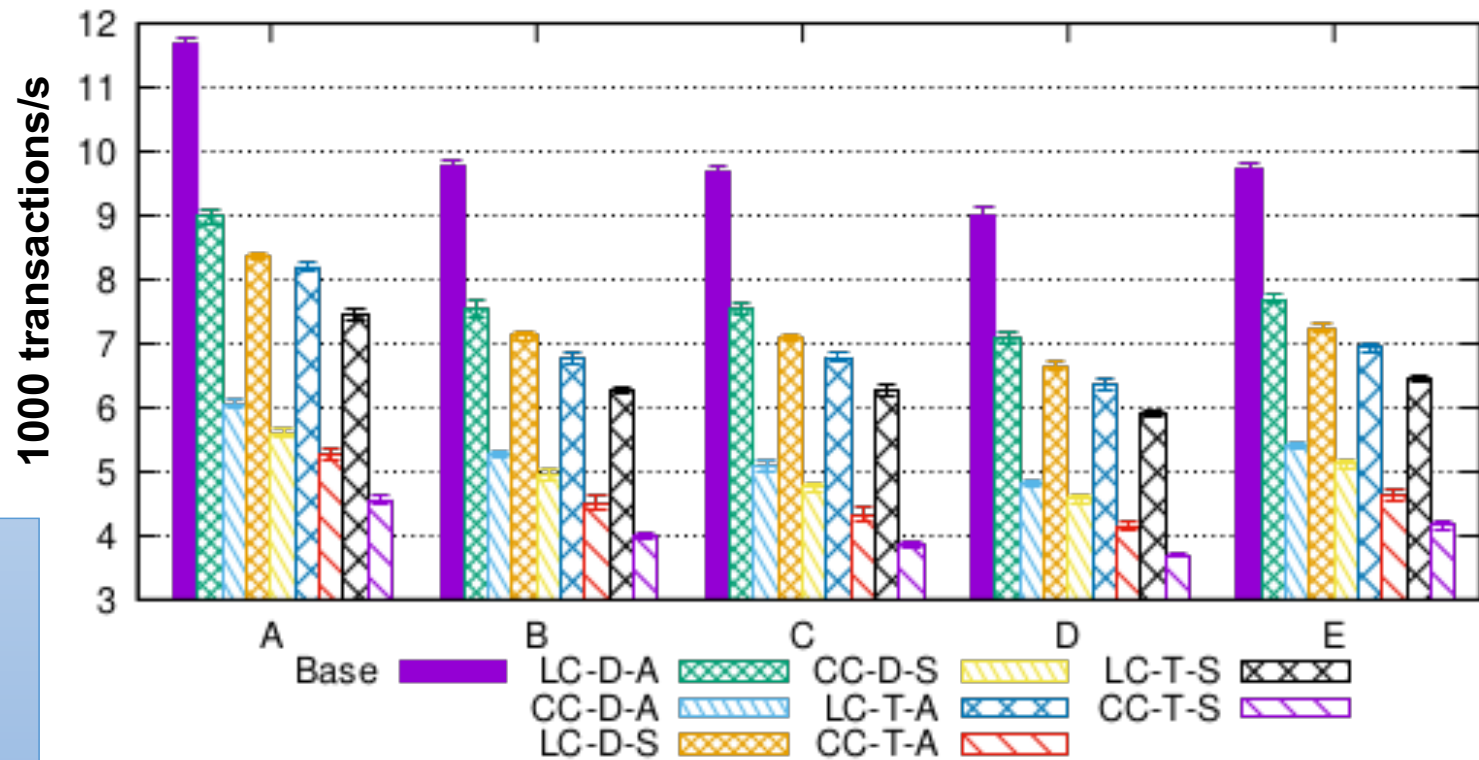 12
11
10
9
8
7
6
5
4
3
1000 transactions/s
A B C D E
Base LC-D-A CC-D-S LC-T-S
CC-D-A LC-T-A CC-T-S
LC-D-S CC-T-A